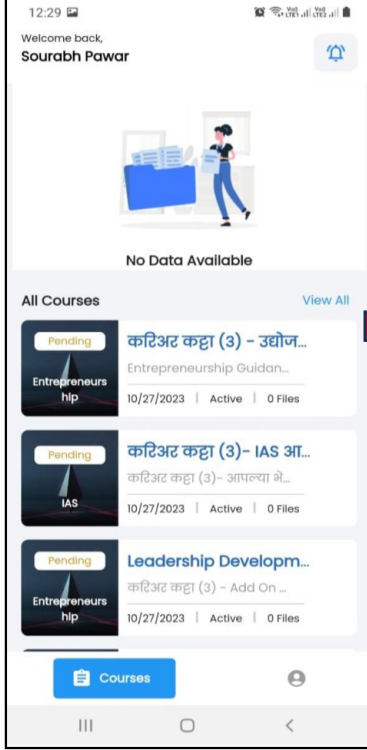 12:29
Welcome back,
Sourabh Pawar
No Data Available
All Courses
View All
Pending
Entrepreneurs
hip
करिअर कट्टा (3) - उद्योज...
Entrepreneurship Guidan...
10/27/2023 | Active | 0 Files
Pending
IAS
करिअर कट्टा (3)- IAS आ...
करिअर कट्टा (3)- आपल्या भे...
10/27/2023 | Active | 0 Files
Pending
Entrepreneurs
hip
Leadership Developm...
करिअर कट्टा (3) - Add On ...
10/27/2023 | Active | 0 Files
Courses